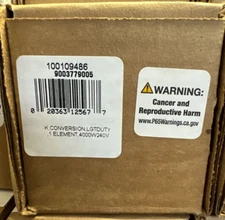 100109486
9003779005
0 20363 12567 7
K,CONVERSION,LGTDUTY
,1 ELEMENT,4000W240V
WARNING:
Cancer and
Reproductive Harm
www.P65Warnings.ca.gov